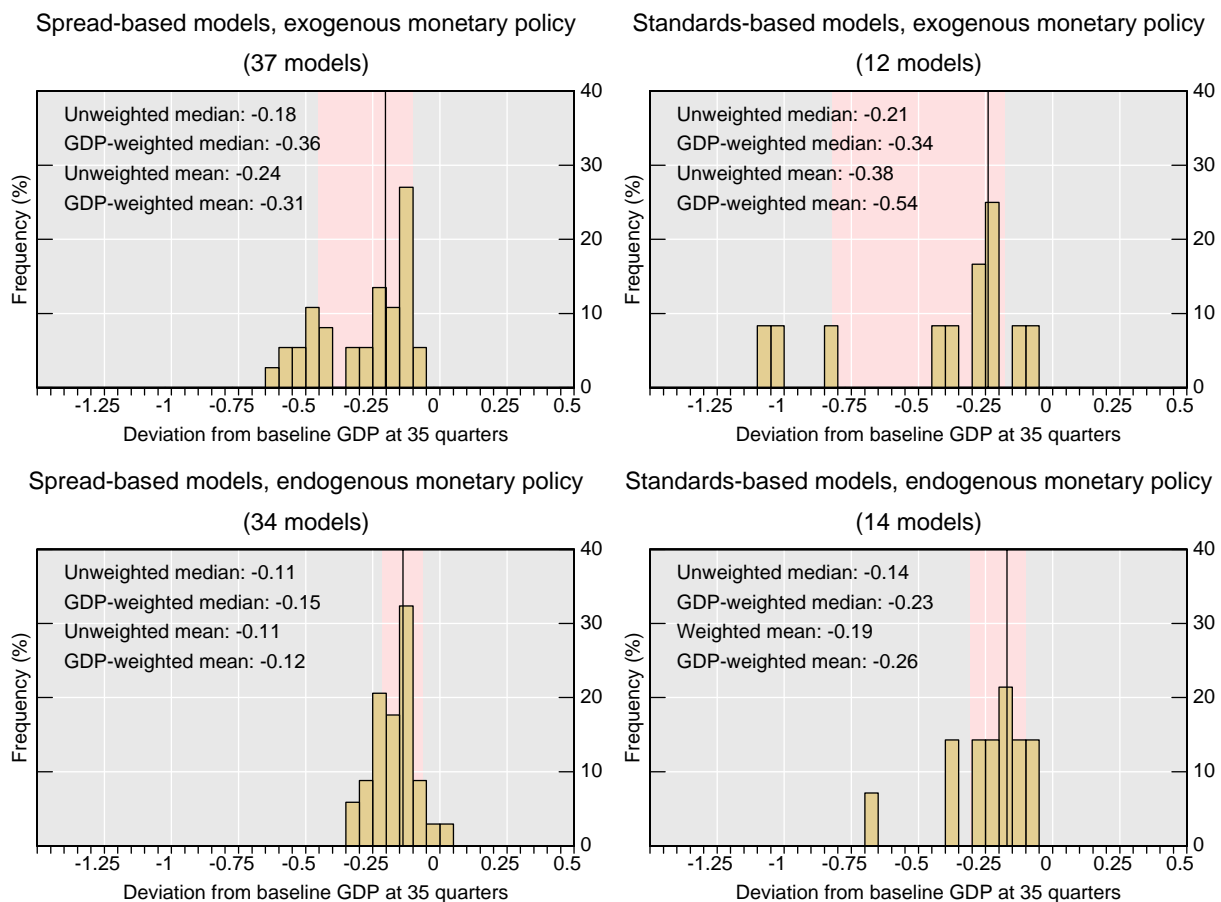 Spread-based models, exogenous monetary policy
(37 models)
Unweighted median: -0.18
GDP-weighted median: -0.36
Unweighted mean: -0.24
GDP-weighted mean: -0.31
Frequency (%)
40
30
20
10
0
-1.25 -1 -0.75 -0.5 -0.25 0 0.25 0.5
Deviation from baseline GDP at 35 quarters
Standards-based models, exogenous monetary policy
(12 models)
Unweighted median: -0.21
GDP-weighted median: -0.34
Unweighted mean: -0.38
GDP-weighted mean: -0.54
Frequency (%)
40
30
20
10
0
-1.25 -1 -0.75 -0.5 -0.25 0 0.25 0.5
Deviation from baseline GDP at 35 quarters
Spread-based models, endogenous monetary policy
(34 models)
Unweighted median: -0.11
GDP-weighted median: -0.15
Unweighted mean: -0.11
GDP-weighted mean: -0.12
Frequency (%)
40
30
20
10
0
-1.25 -1 -0.75 -0.5 -0.25 0 0.25 0.5
Deviation from baseline GDP at 35 quarters
Standards-based models, endogenous monetary policy
(14 models)
Unweighted median: -0.14
GDP-weighted median: -0.23
Weighted mean: -0.19
GDP-weighted mean: -0.26
Frequency (%)
40
30
20
10
0
-1.25 -1 -0.75 -0.5 -0.25 0 0.25 0.5
Deviation from baseline GDP at 35 quarters